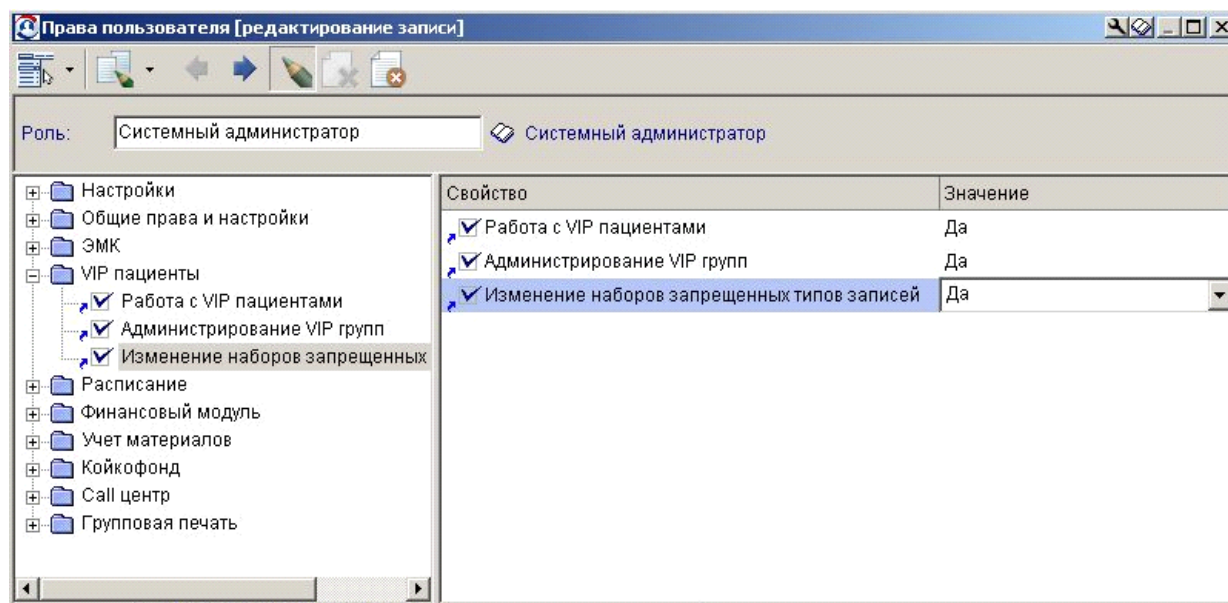 Права пользователя [редактирование записи]
Роль: Системный администратор Системный администратор
Настройки
Общие права и настройки
ЭМК
VIP пациенты
Работа с VIP пациентами
Администрирование VIP групп
Изменение наборов запрещенных
Расписание
Финансовый модуль
Учет материалов
Койкофонд
Call центр
Групповая печать
Свойство Значение
Работа с VIP пациентами Да
Администрирование VIP групп Да
Изменение наборов запрещенных типов записей Да